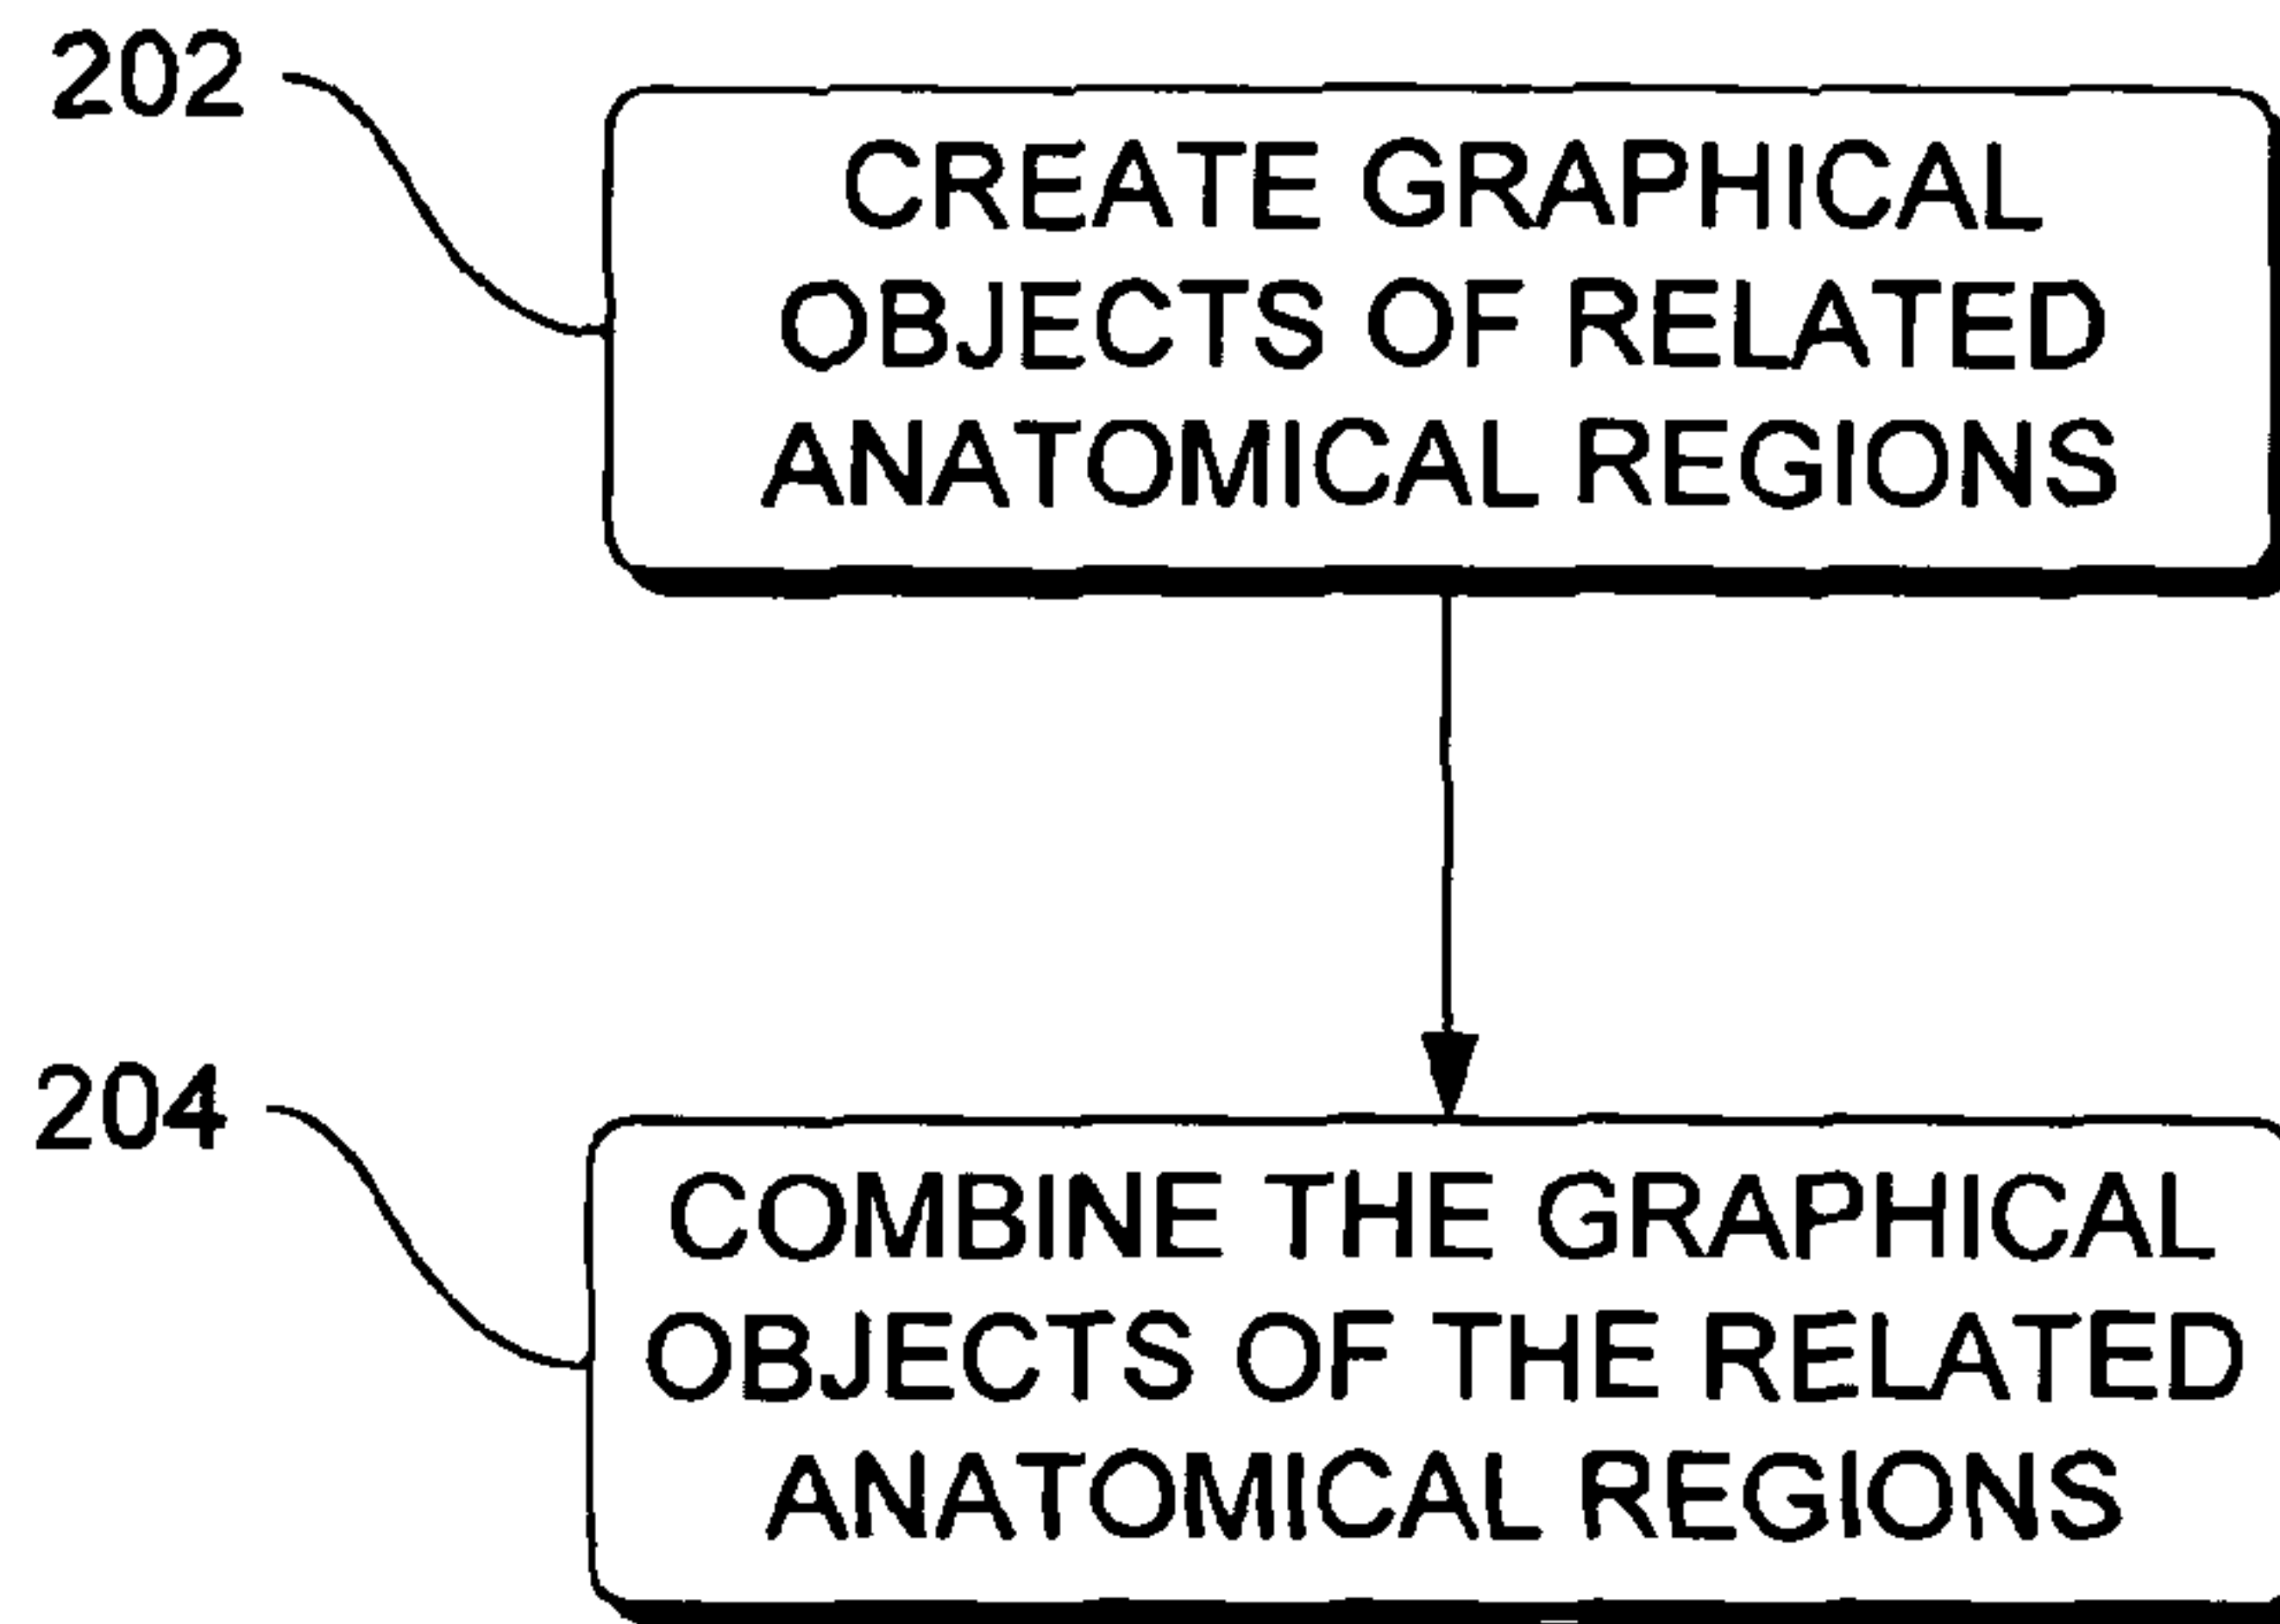 202
CREATE GRAPHICAL
OBJECTS OF RELATED
ANATOMICAL REGIONS
204
COMBINE THE GRAPHICAL
OBJECTS OF THE RELATED
ANATOMICAL REGIONS